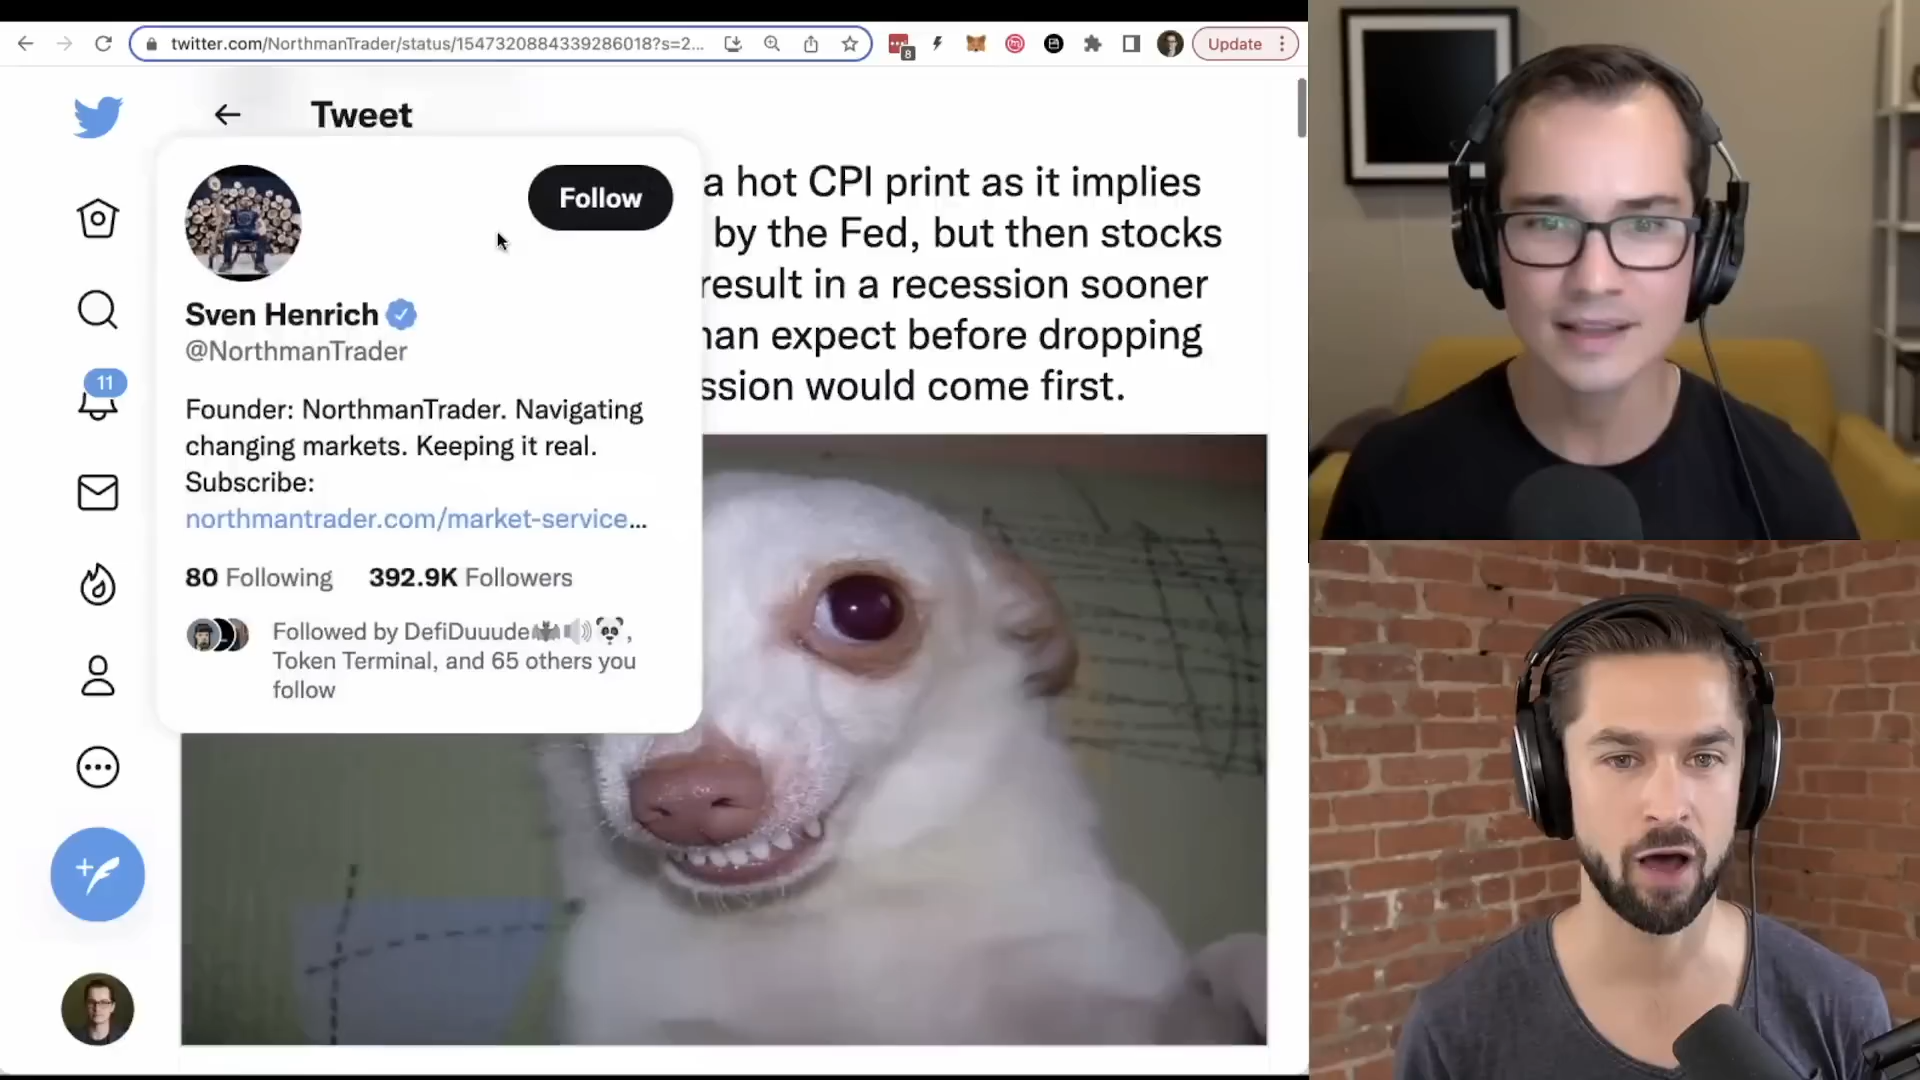 twitter.com/NorthmanTrader/status/1547320884339286018?s=2...
8
Update
Tweet
Follow
a hot CPI print as it implies
by the Fed, but then stocks
result in a recession sooner
an expect before dropping
ssion would come first.
Sven Henrich
@NorthmanTrader
11
Founder: NorthmanTrader. Navigating
changing markets. Keeping it real.
Subscribe:
northmantrader.com/market-service...
80 Following 392.9K Followers
Followed by DefiDuuude🦇🔊🐼,
Token Terminal, and 65 others you
follow